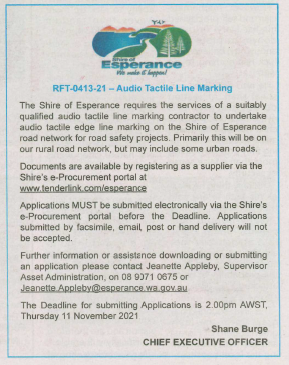 Shire of
Esperance
We make it happen!
RFT-0413-21 – Audio Tactile Line Marking
The Shire of Esperance requires the services of a suitably
qualified audio tactile line marking contractor to undertake
audio tactile edge line marking on the Shire of Esperance
road network for road safety projects. Primarily this will be on
our rural road network, but may include some urban roads.
Documents are available by registering as a supplier via the
Shire's e-Procurement portal at
www.tenderlink.com/esperance
Applications MUST be submitted electronically via the Shire's
e-Procurement portal before the Deadline. Applications
submitted by facsimile, email, post or hand delivery will not
be accepted.
Further information or assistance downloading or submitting
an application please contact Jeanette Appleby, Supervisor
Asset Administration, on 08 9071 0675 or
Jeanette.Appleby@esperance.wa.gov.au
The Deadline for submitting Applications is 2.00pm AWST,
Thursday 11 November 2021
Shane Burge
CHIEF EXECUTIVE OFFICER